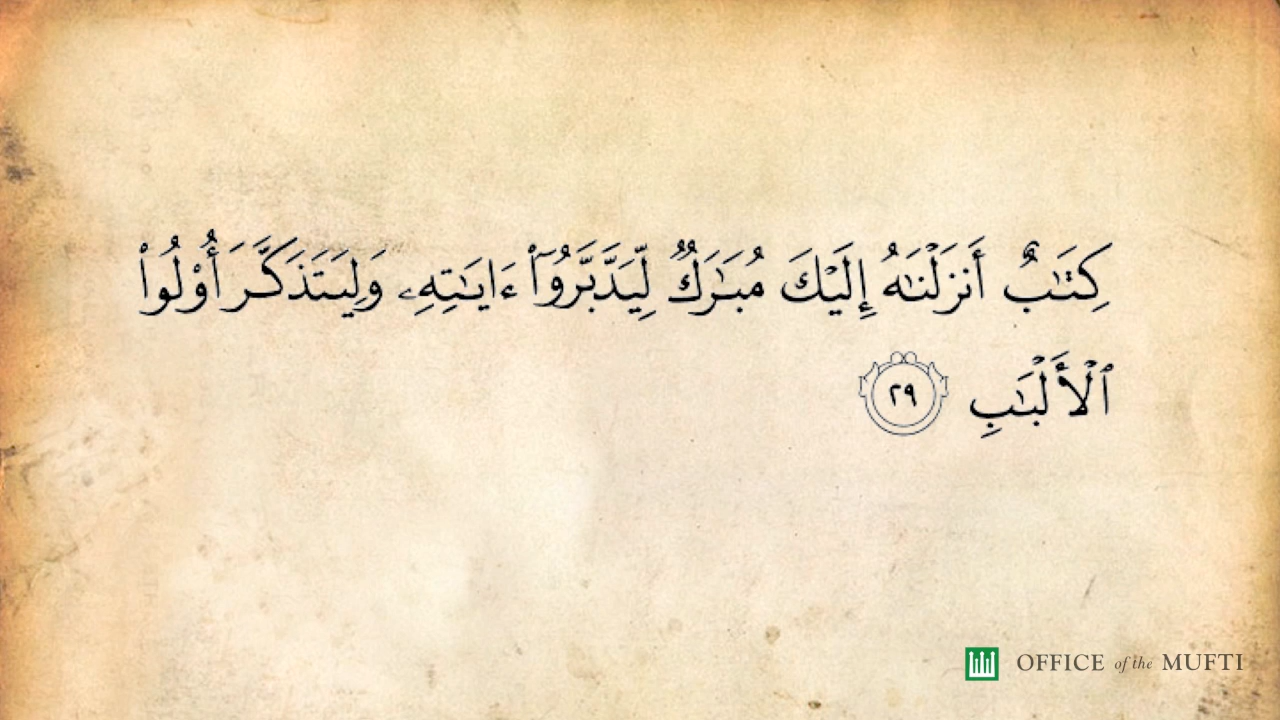 كِتَٰبٌ أَنزَلْنَٰهُ إِلَيْكَ مُبَٰرَكٌ لِّيَدَّبَّرُوٓا۟ ءَايَٰتِهِۦ وَلِيَتَذَكَّرَ أُو۟لُوا۟
ٱلْأَلْبَٰبِ ٢٩
OFFICE of the MUFTI